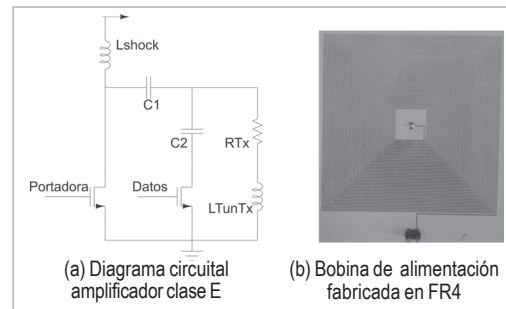 Lshock
C1
C2
RTx
Portadora
Datos
LTunTx
(a) Diagrama circuital
amplificador clase E
(b) Bobina de alimentación
fabricada en FR4